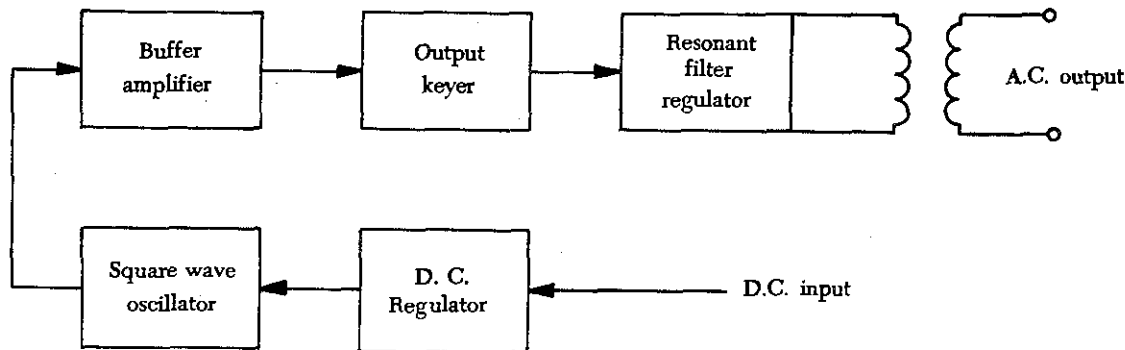 Buffer
amplifier
Output
keyer
Resonant
filter
regulator
A.C. output
Square wave
oscillator
D. C.
Regulator
D.C. input